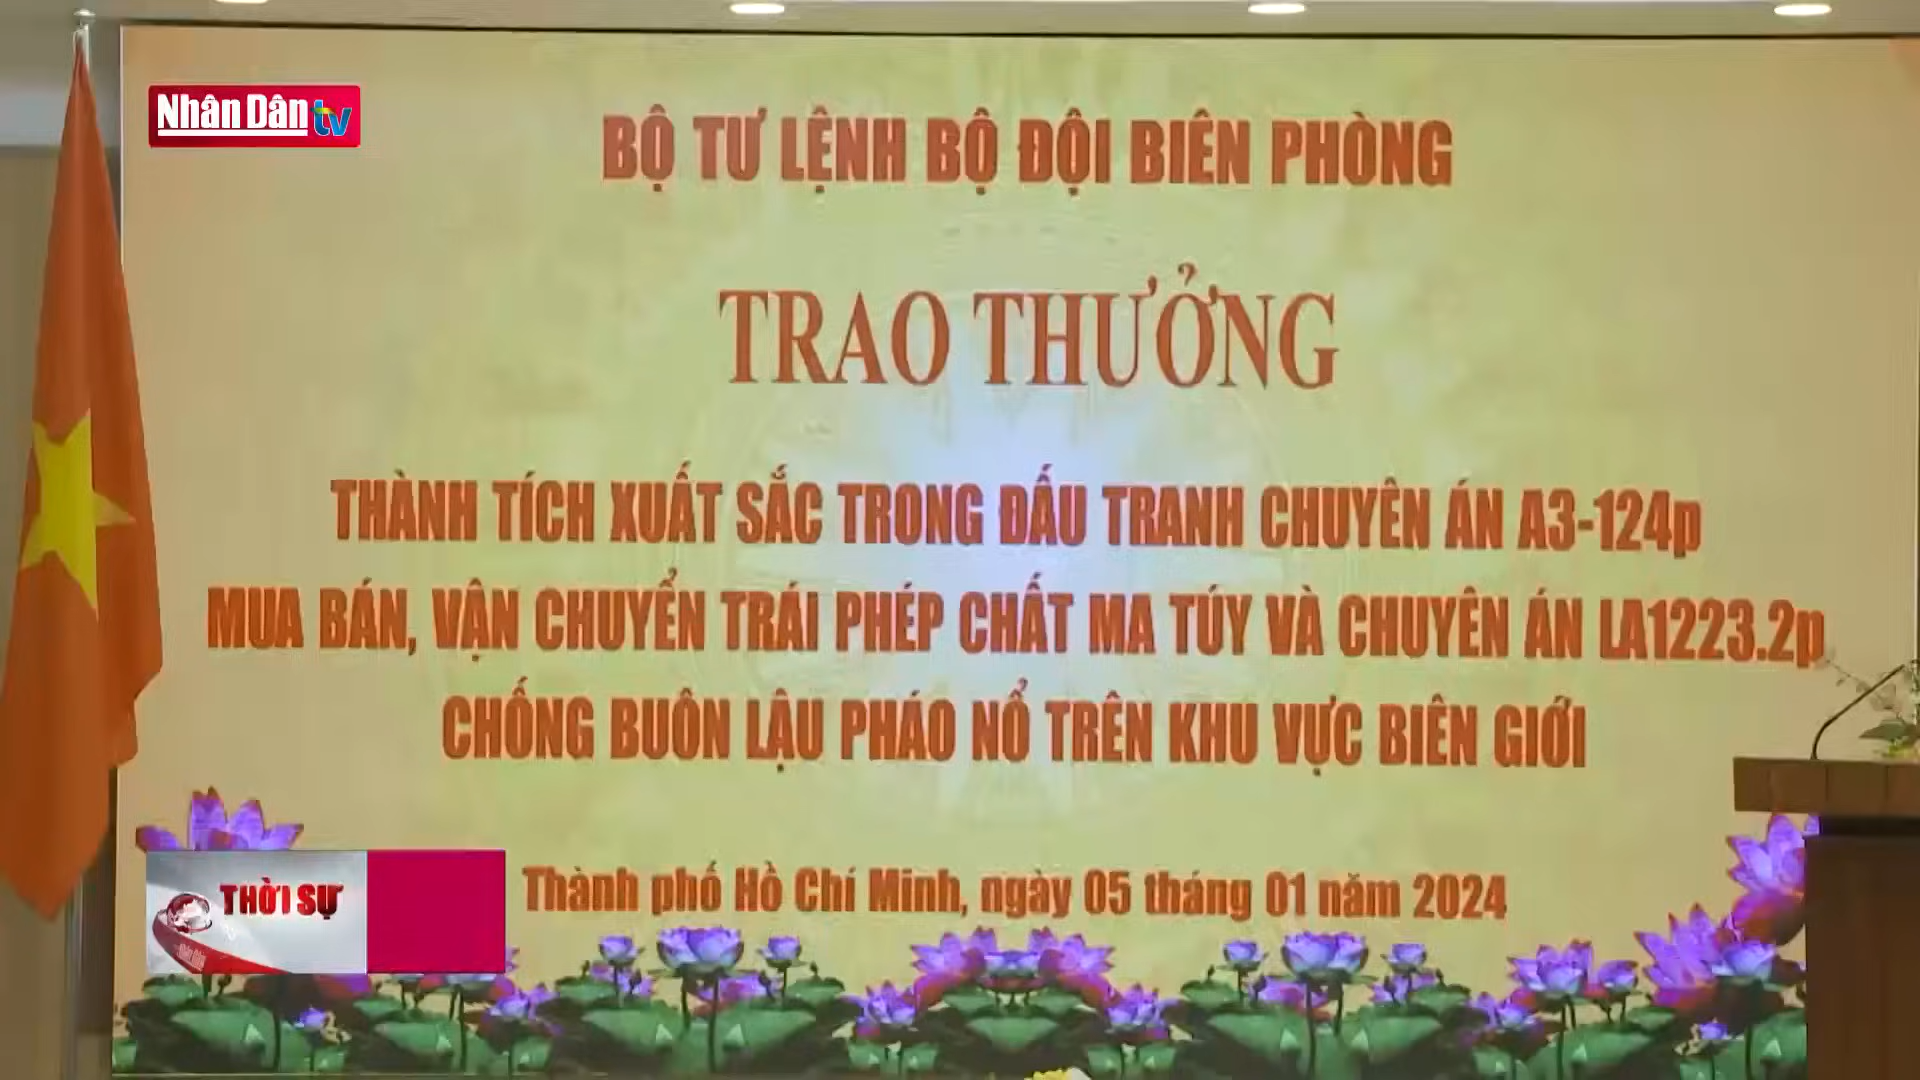 Nhân Dân tv
BỘ TƯ LỆNH BỘ ĐỘI BIÊN PHÒNG
TRAO THƯỞNG
THÀNH TÍCH XUẤT SẮC TRONG ĐẤU TRANH CHUYÊN ÁN A3-124p
MUA BÁN, VẬN CHUYỂN TRÁI PHÉP CHẤT MA TÚY VÀ CHUYÊN ÁN LA1223.2p
CHỐNG BUÔN LẬU PHÁO NỔ TRÊN KHU VỰC BIÊN GIỚI
Thành phố Hồ Chí Minh, ngày 05 tháng 01 năm 2024
THỜI SỰ